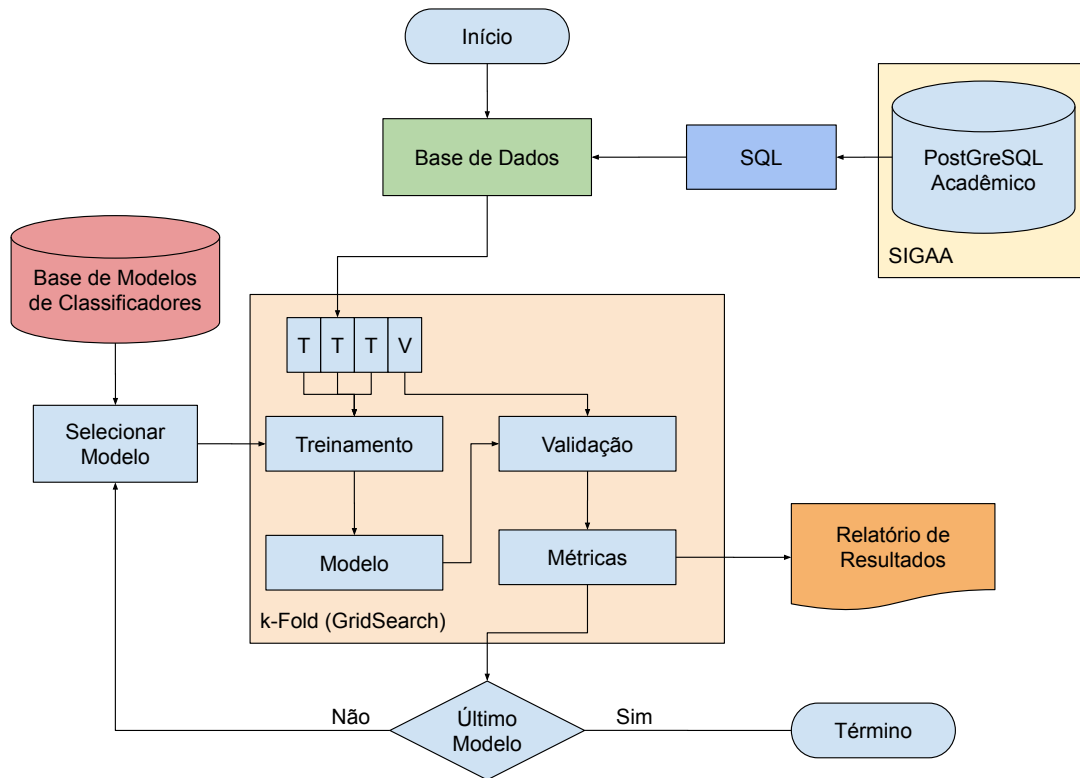 Início
Base de Dados
SQL
PostGreSQL
Acadêmico
SIGAA
Base de Modelos
de Classificadores
T T T V
Selecionar
Modelo
Treinamento
Validação
Modelo
Métricas
Relatório de
Resultados
k-Fold (GridSearch)
Não
Último
Modelo
Sim
Término